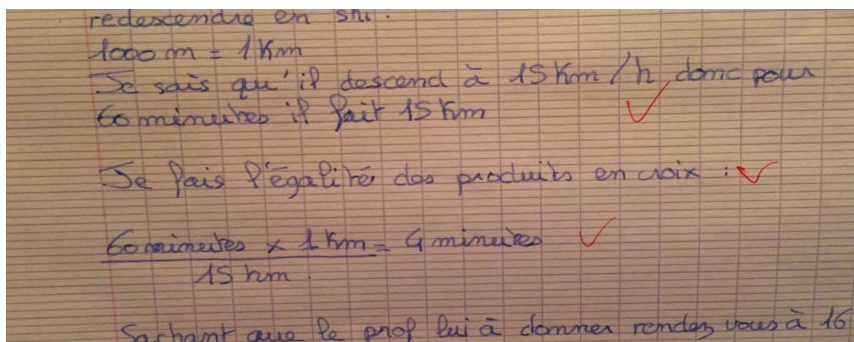 redescendre en ski.
1000 m = 1 Km
Je sais qu'il descend à 15 Km/h donc pour
60 minutes il fait 15 Km
Je fais l'égalité des produits en croix :
60 minutes x 1 Km = 4 minutes
15 km.
Sachant que le prof lui à donner rendez vous à 16